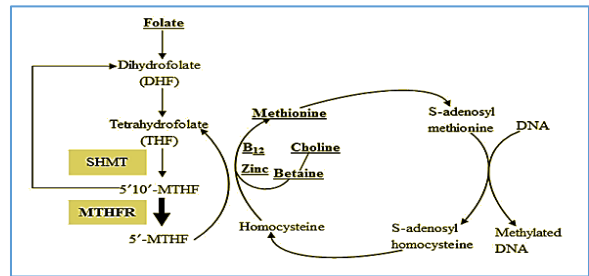 Folate
Dihydrofolate
(DHF)
Tetrahydrofolate
(THF)
SHMT
5′10′-MTHF
MTHFR
5′-MTHF
Methionine
B12
Zinc
Choline
Betaine
Homocysteine
S-adenosyl
methionine
DNA
S-adenosyl
homocysteine
Methylated
DNA